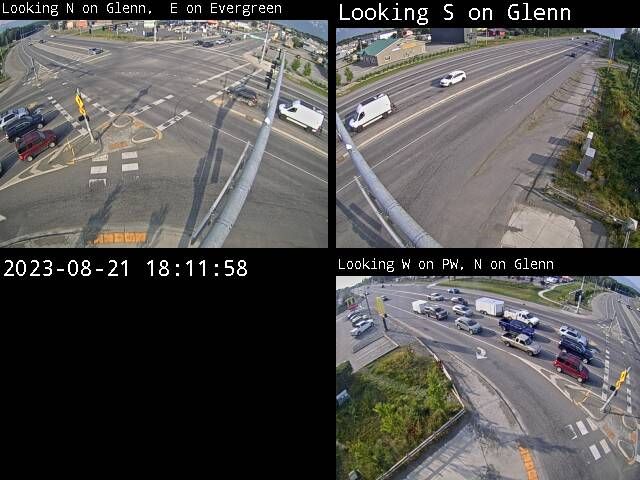 Looking N on Glenn,  E on Evergreen
Looking S on Glenn
2023-08-21 18:11:58
Looking W on PW, N on Glenn